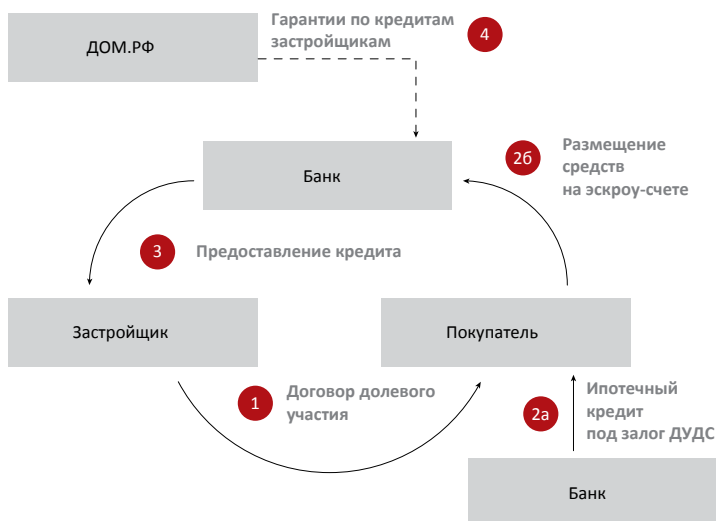 Гарантии по кредитам
застройщикам
4
ДОМ.РФ
Банк
2б
Размещение
средств
на эскроу-счете
3
Предоставление кредита
Застройщик
Покупатель
1
Договор долевого
участия
2а
Ипотечный
кредит
под залог ДУДС
Банк